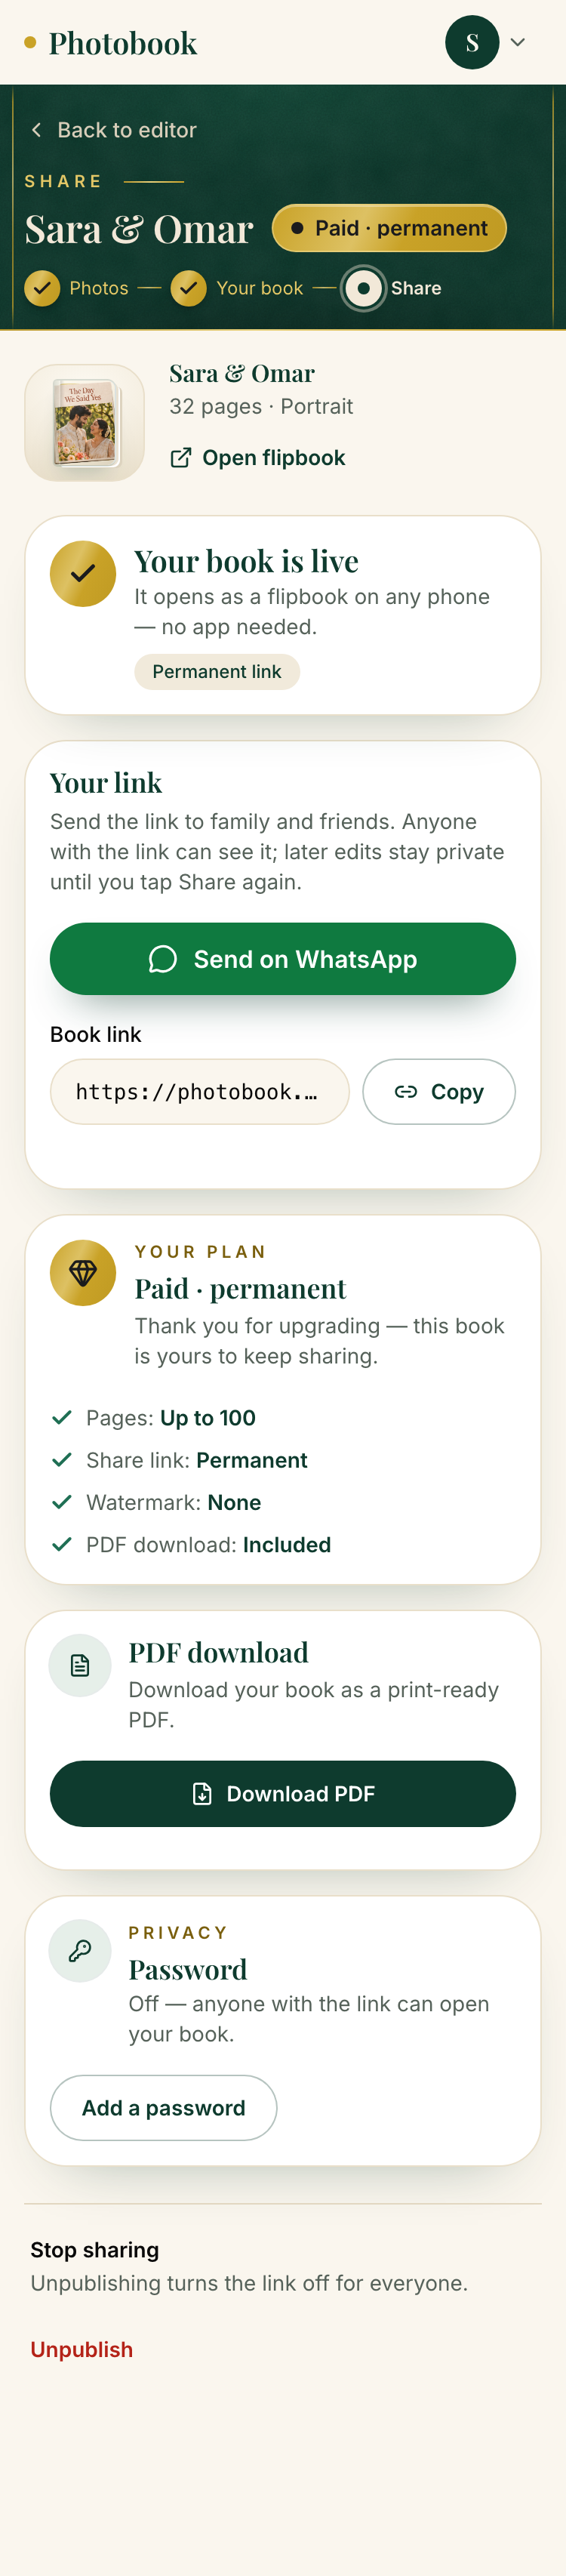 Photobook
S
Back to editor
SHARE
Sara & Omar
Paid · permanent
Photos
Your book
Share
The Day
We Said Yes
Sara & Omar
32 pages · Portrait
Open flipbook
Your book is live
It opens as a flipbook on any phone
— no app needed.
Permanent link
Your link
Send the link to family and friends. Anyone
with the link can see it; later edits stay private
until you tap Share again.
Send on WhatsApp
Book link
https://photobook.…
Copy
YOUR PLAN
Paid · permanent
Thank you for upgrading — this book
is yours to keep sharing.
Pages: Up to 100
Share link: Permanent
Watermark: None
PDF download: Included
PDF download
Download your book as a print-ready
PDF.
Download PDF
PRIVACY
Password
Off — anyone with the link can open
your book.
Add a password
Stop sharing
Unpublishing turns the link off for everyone.
Unpublish